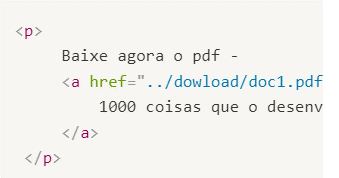 <p>
Baixe agora o pdf -
<a href="../dowload/doc1.pdf
1000 coisas que o desenv
</a>
</p>